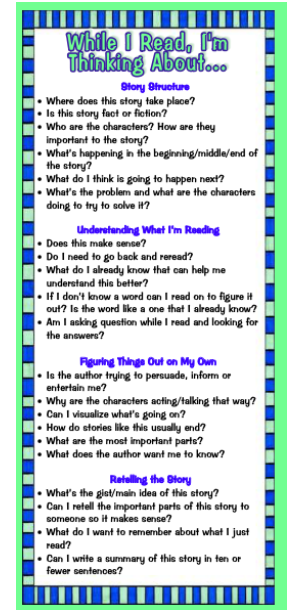 While I Read, I'm
Thinking About...
Story Structure
• Where does this story take place?
• Is this story fact or fiction?
• Who are the characters? How are they
important to the story?
• What's happening in the beginning/middle/end of
the story?
• What do I think is going to happen next?
• What's the problem and what are the characters
doing to try to solve it?
Understanding What I'm Reading
• Does this make sense?
• Do I need to go back and reread?
• What do I already know that can help me
understand this better?
• If I don't know a word can I read on to figure it
out? Is the word like a one that I already know?
• Am I asking question while I read and looking for
the answers?
Figuring Things Out on My Own
• Is the author trying to persuade, inform or
entertain me?
• Why are the characters acting/talking that way?
• Can I visualize what's going on?
• How do stories like this usually end?
• What are the most important parts?
• What does the author want me to know?
Retelling the Story
• What's the gist/main idea of this story?
• Can I retell the important parts of this story to
someone so it makes sense?
• What do I want to remember about what I just
read?
• Can I write a summary of this story in ten or
fewer sentences?